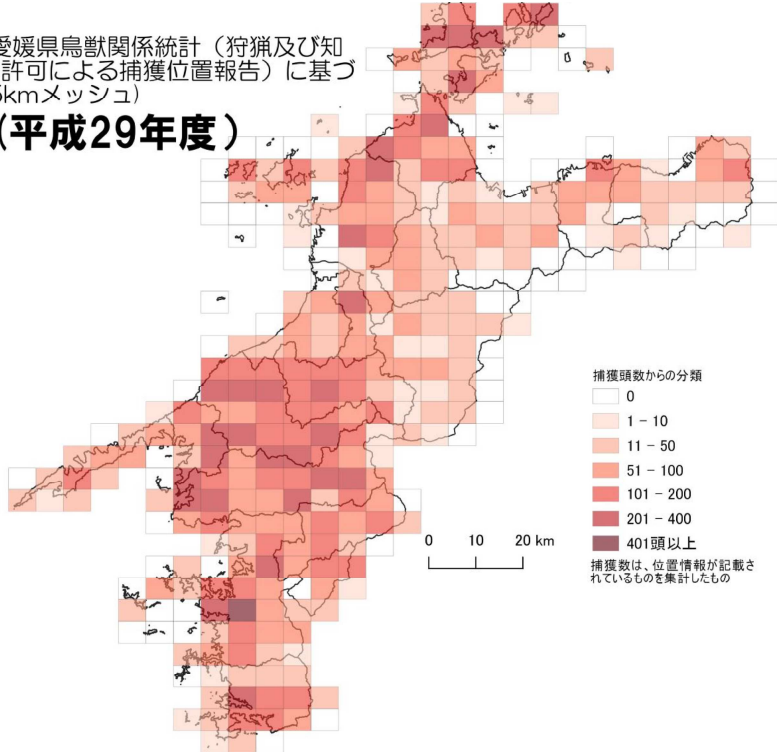 愛媛県鳥獣関係統計（狩猟及び知
許可による捕獲位置報告）に基づ
5kmメッシュ）
(平成29年度)
捕獲頭数からの分類
0
1 - 10
11 - 50
51 - 100
101 - 200
201 - 400
401頭以上
捕獲数は、位置情報が記載さ
れているものを集計したもの
0 10 20 km